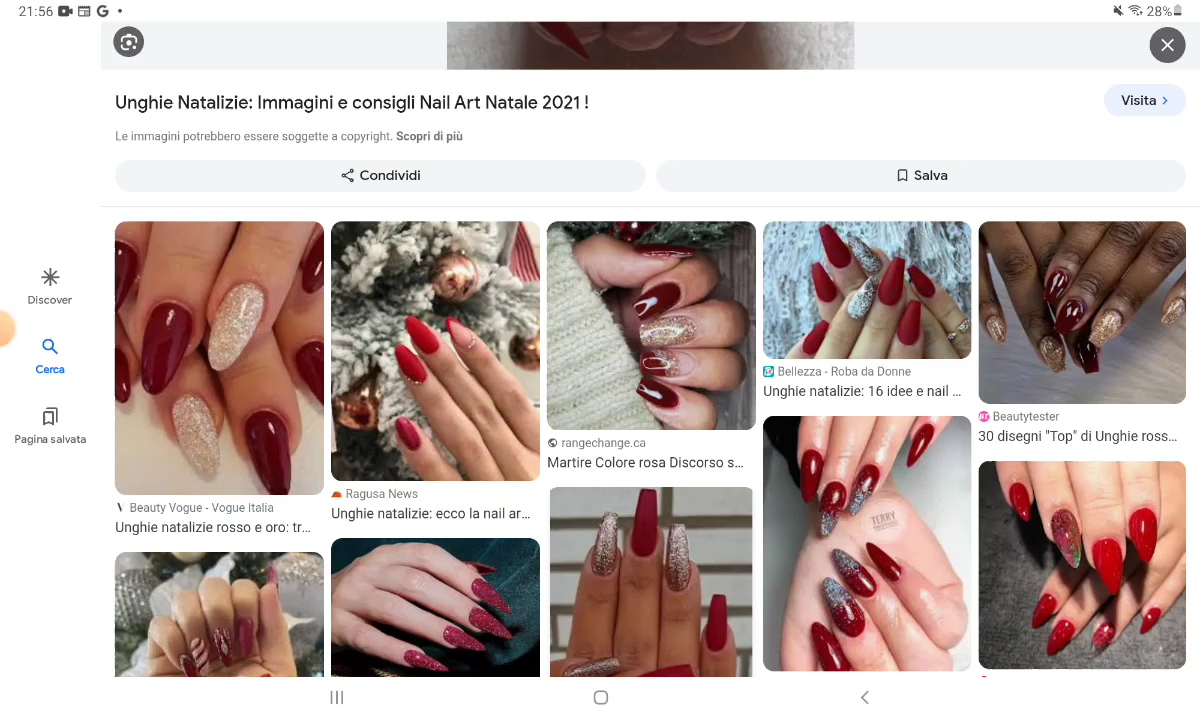 21:56
28%
Unghie Natalizie: Immagini e consigli Nail Art Natale 2021 !
Visita
Le immagini potrebbero essere soggette a copyright. Scopri di più
Condividi
Salva
Discover
Cerca
Pagina salvata
Beauty Vogue - Vogue Italia
Unghie natalizie rosso e oro: tr...
Ragusa News
Unghie natalizie: ecco la nail ar...
rangechange.ca
Martire Colore rosa Discorso s...
Bellezza - Roba da Donne
Unghie natalizie: 16 idee e nail ...
Beautytester
30 disegni "Top" di Unghie ross...
TERRY